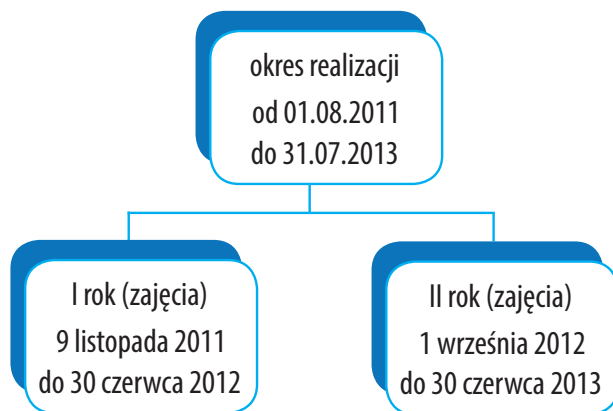 okres realizacji
od 01.08.2011
do 31.07.2013
I rok (zajęcia)
9 listopada 2011
do 30 czerwca 2012
II rok (zajęcia)
1 września 2012
do 30 czerwca 2013